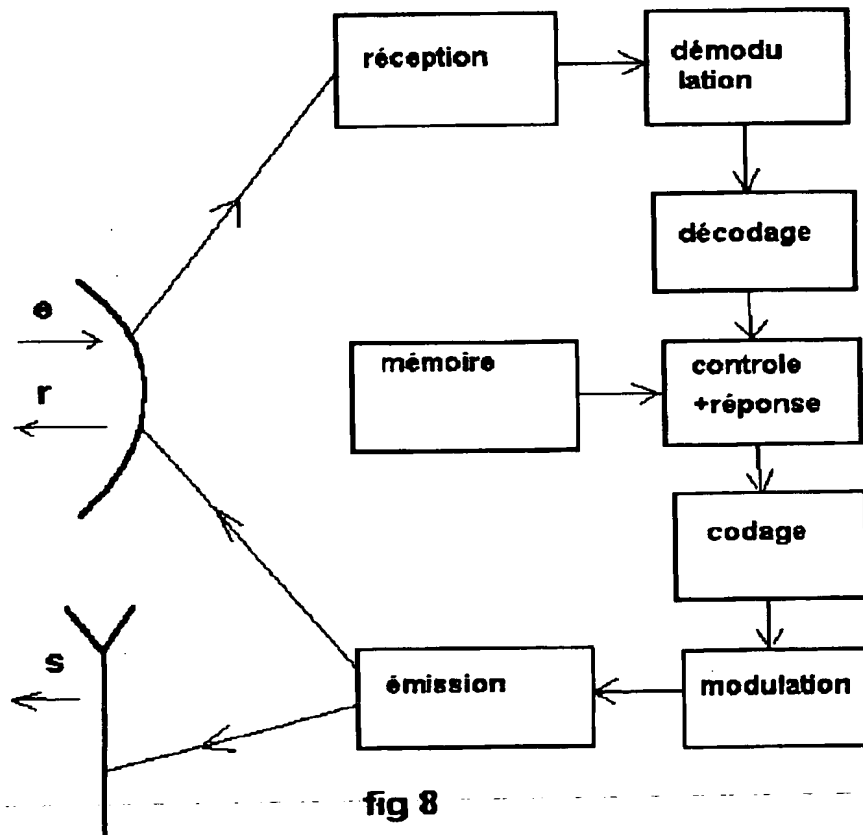 réception
démodu
lation
décodage
e
r
mémoire
controle
+réponse
codage
s
émission
modulation
fig 8